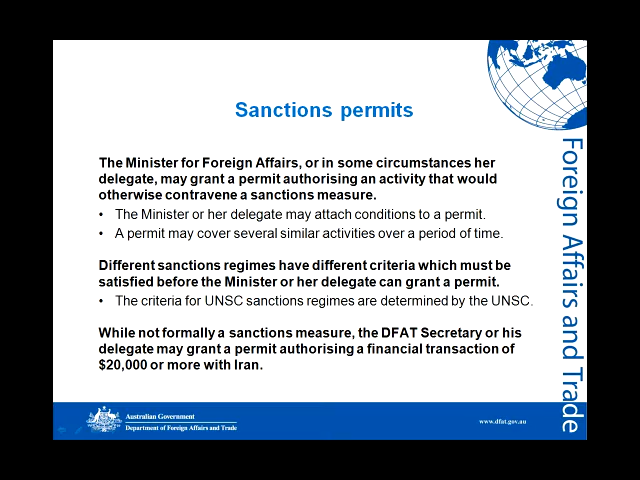 Sanctions permits
The Minister for Foreign Affairs, or in some circumstances her
delegate, may grant a permit authorising an activity that would
otherwise contravene a sanctions measure.
• The Minister or her delegate may attach conditions to a permit.
• A permit may cover several similar activities over a period of time.
Different sanctions regimes have different criteria which must be
satisfied before the Minister or her delegate can grant a permit.
• The criteria for UNSC sanctions regimes are determined by the UNSC.
While not formally a sanctions measure, the DFAT Secretary or his
delegate may grant a permit authorising a financial transaction of
$20,000 or more with Iran.
Foreign Affairs and Trade
Australian Government
Department of Foreign Affairs and Trade
www.dfat.gov.au